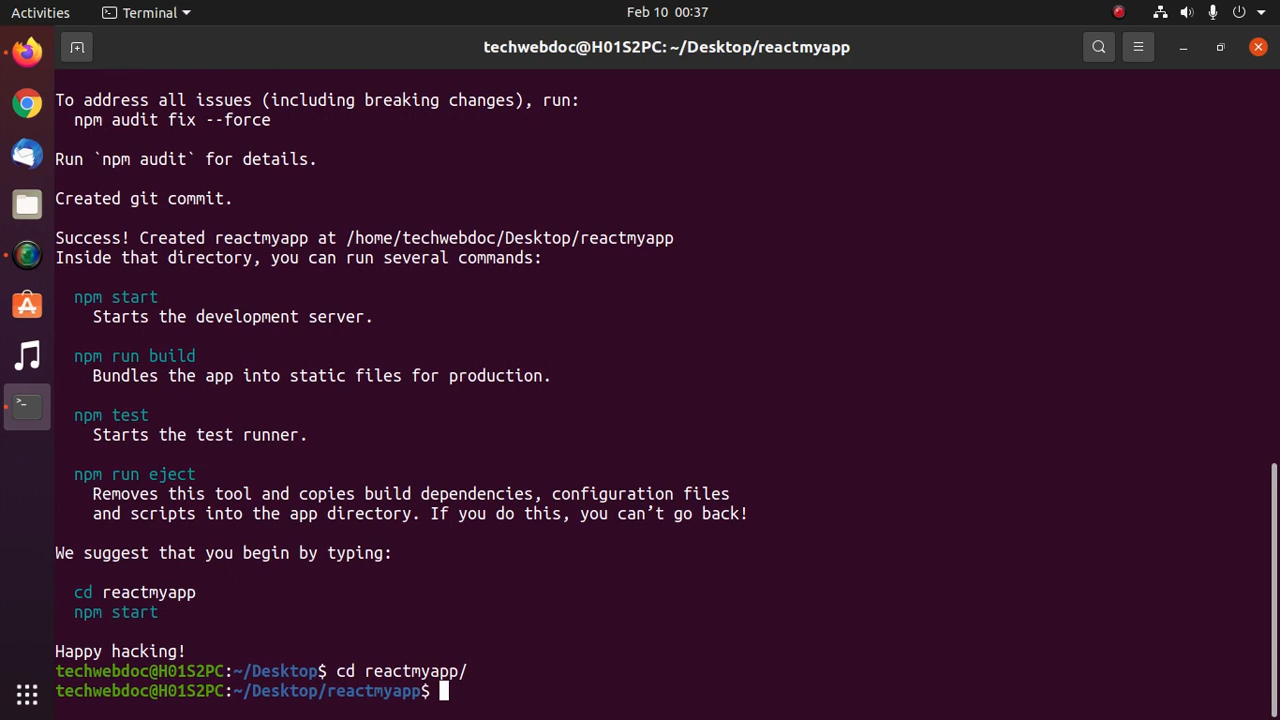 Activities
Terminal
Feb 10 00:37
techwebdoc@H01S2PC: ~/Desktop/reactmyapp
To address all issues (including breaking changes), run:
npm audit fix --force
Run `npm audit` for details.
Created git commit.
Success! Created reactmyapp at /home/techwebdoc/Desktop/reactmyapp
Inside that directory, you can run several commands:
npm start
Starts the development server.
npm run build
Bundles the app into static files for production.
npm test
Starts the test runner.
npm run eject
Removes this tool and copies build dependencies, configuration files
and scripts into the app directory. If you do this, you can’t go back!
We suggest that you begin by typing:
cd reactmyapp
npm start
Happy hacking!
techwebdoc@H01S2PC:~/Desktop$ cd reactmyapp/
techwebdoc@H01S2PC:~/Desktop/reactmyapp$